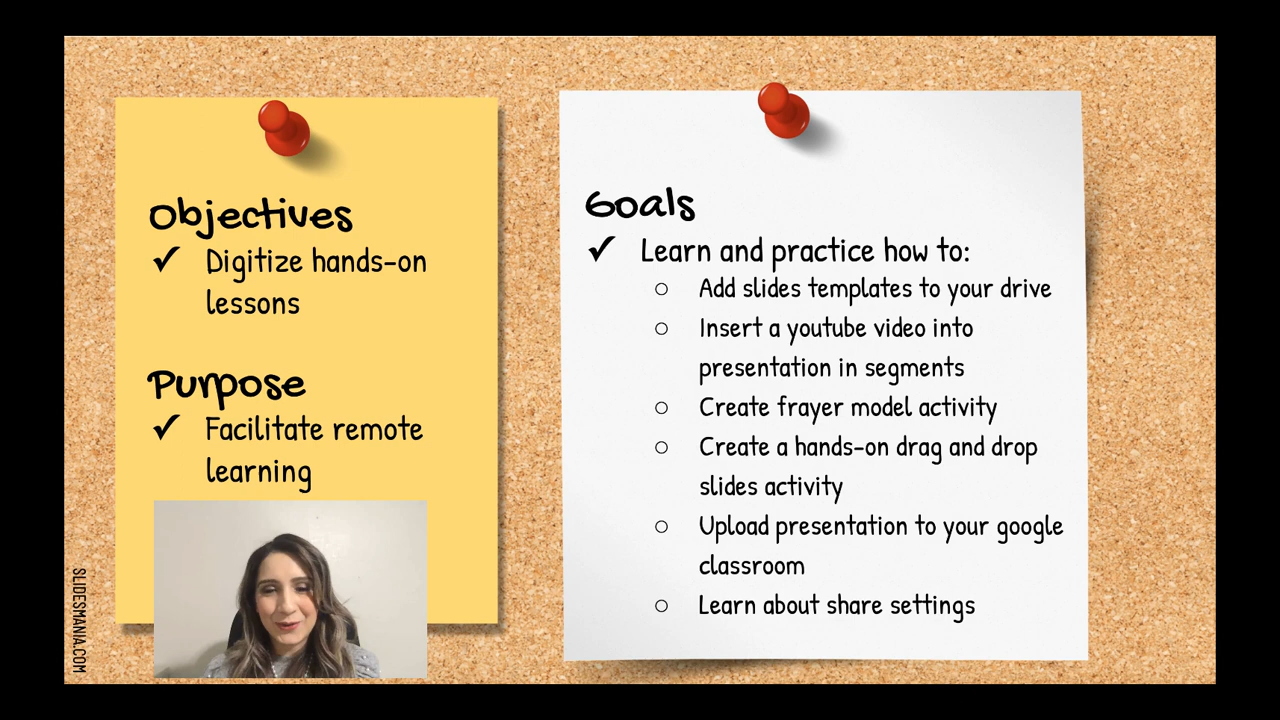 Objectives
✓ Digitize hands-on
lessons
Purpose
✓ Facilitate remote
learning
Goals
✓ Learn and practice how to:
○ Add slides templates to your drive
○ Insert a youtube video into
presentation in segments
○ Create frayer model activity
○ Create a hands-on drag and drop
slides activity
○ Upload presentation to your google
classroom
○ Learn about share settings
SLIDESMANIA.COM